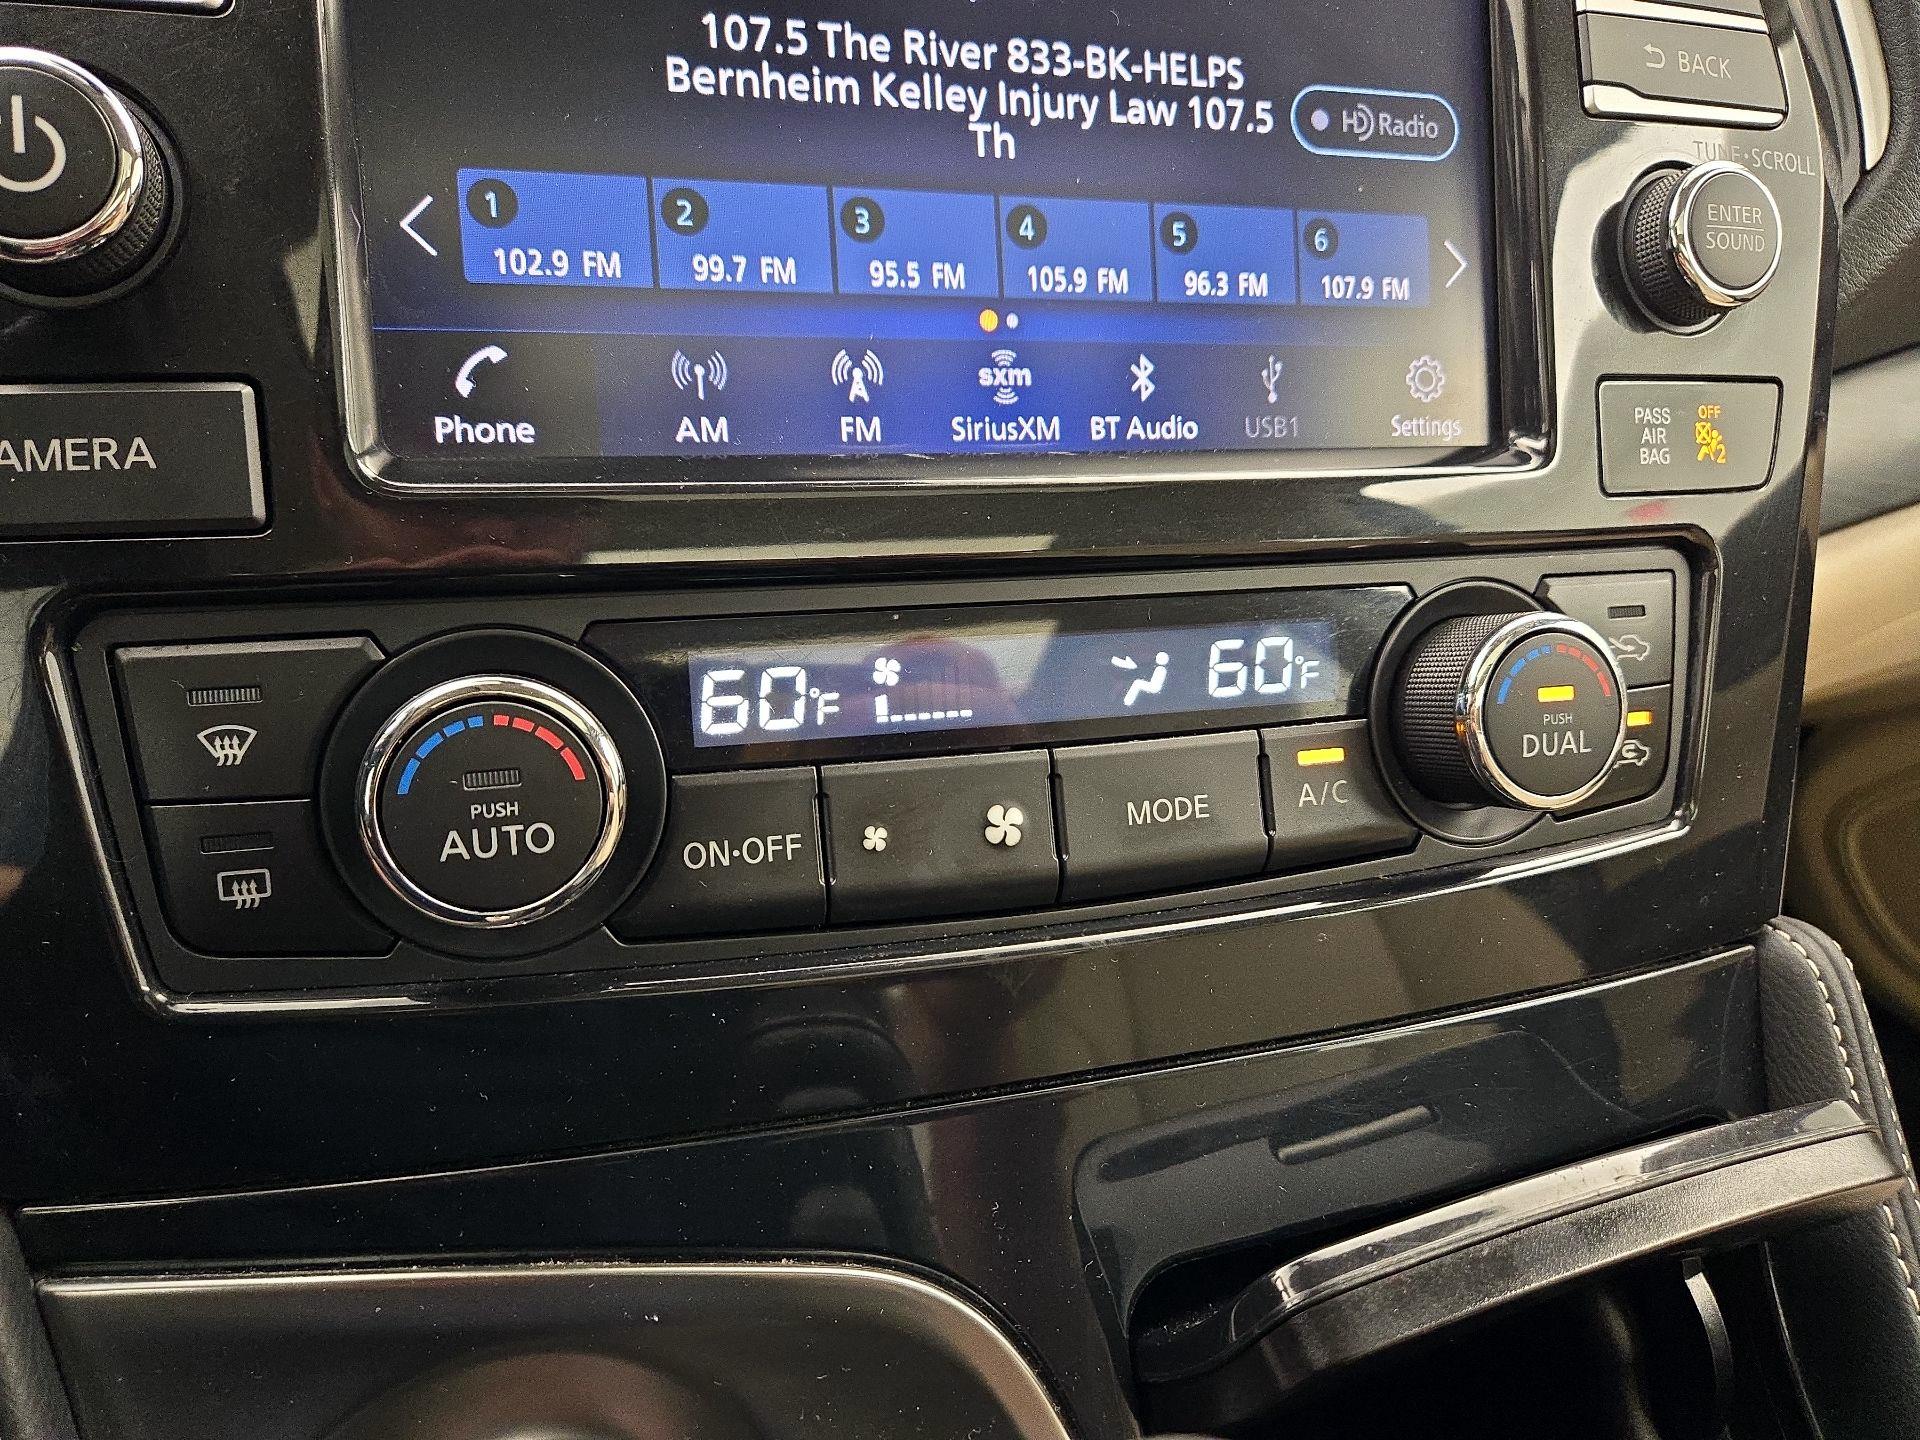 107.5 The River 833-BK-HELPS
Bernheim Kelley Injury Law 107.5
Th
HD Radio
BACK
TUNE•SCROLL
ENTER
SOUND
1
102.9 FM
2
99.7 FM
3
95.5 FM
4
105.9 FM
5
96.3 FM
6
107.9 FM
Phone
AM
FM
sxm
SiriusXM
BT Audio
USB1
Settings
AMERA
PASS
AIR
BAG
OFF
2
60°F
60°F
PUSH
AUTO
ON•OFF
MODE
A/C
PUSH
DUAL